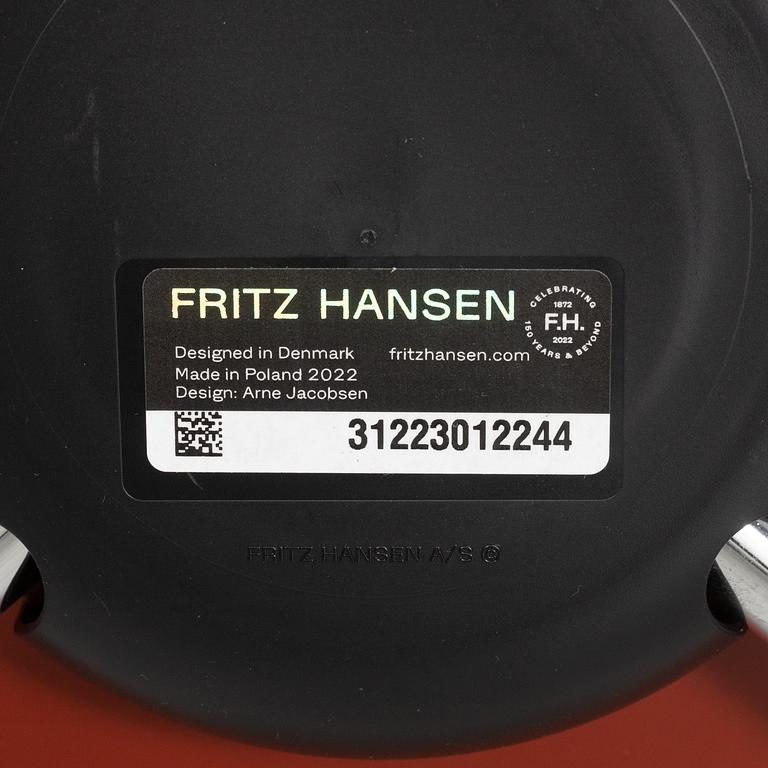 FRITZ HANSEN
CELEBRATING
1872
F.H.
2022
150 YEARS & BEYOND
Designed in Denmark
fritzhansen.com
Made in Poland 2022
Design: Arne Jacobsen
31223012244
FRITZ HANSEN A/S ©